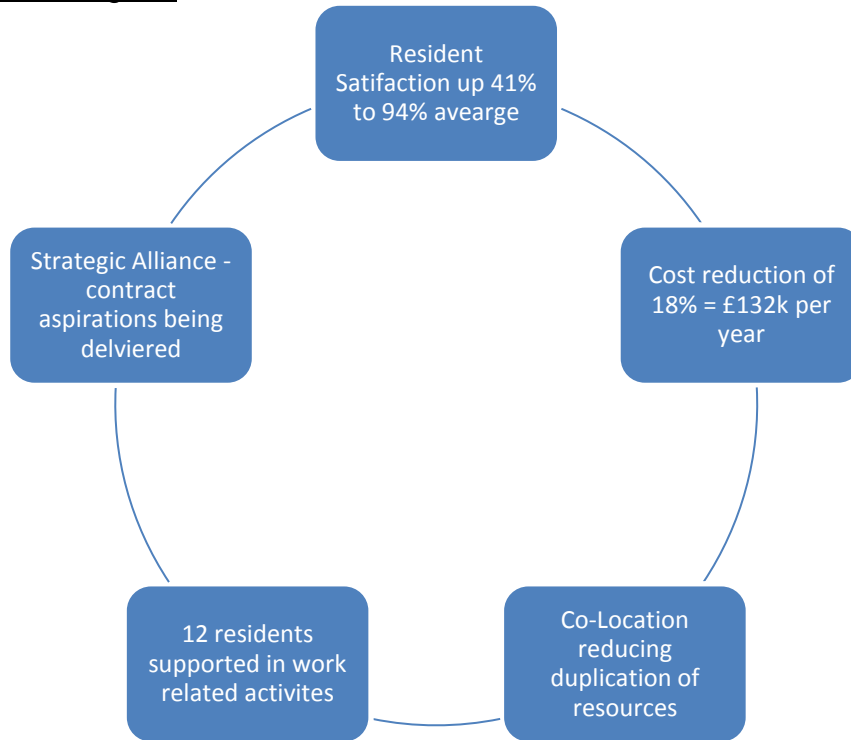 Resident
Satifaction up 41%
to 94% avearge
Strategic Alliance -
contract
aspirations being
delviered
Cost reduction of
18% = £132k per
year
12 residents
supported in work
related activites
Co-Location
reducing
duplication of
resources